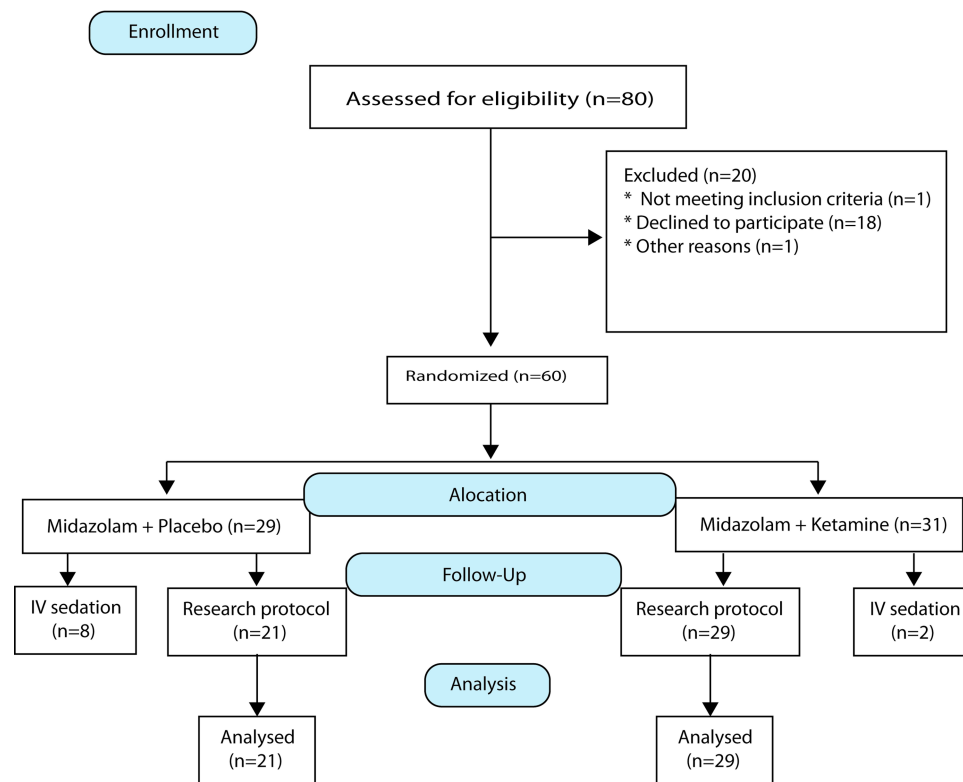 Enrollment
Assessed for eligibility (n=80)
Excluded (n=20)
* Not meeting inclusion criteria (n=1)
* Declined to participate (n=18)
* Other reasons (n=1)
Randomized (n=60)
Alocation
Midazolam + Placebo (n=29)
Midazolam + Ketamine (n=31)
Follow-Up
IV sedation
(n=8)
Research protocol
(n=21)
Research protocol
(n=29)
IV sedation
(n=2)
Analysis
Analysed
(n=21)
Analysed
(n=29)